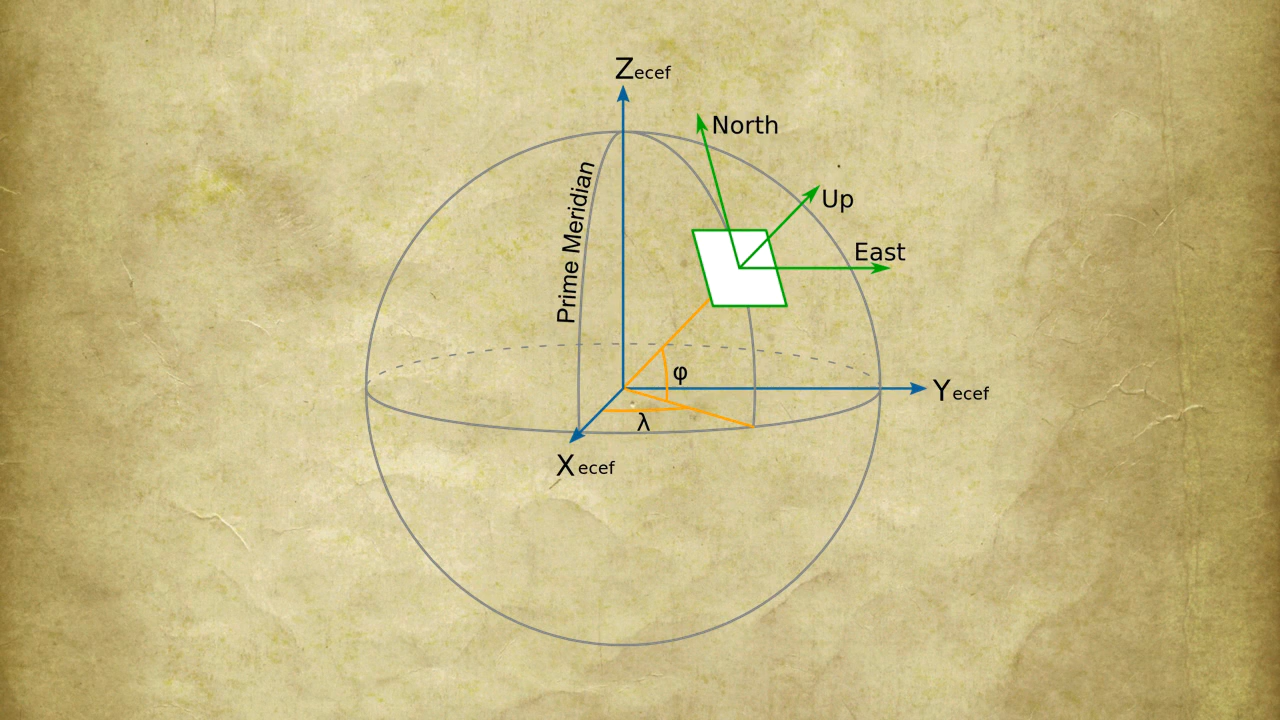 Zecef
North
Prime Meridian
Up
East
φ
Yecef
λ
Xecef